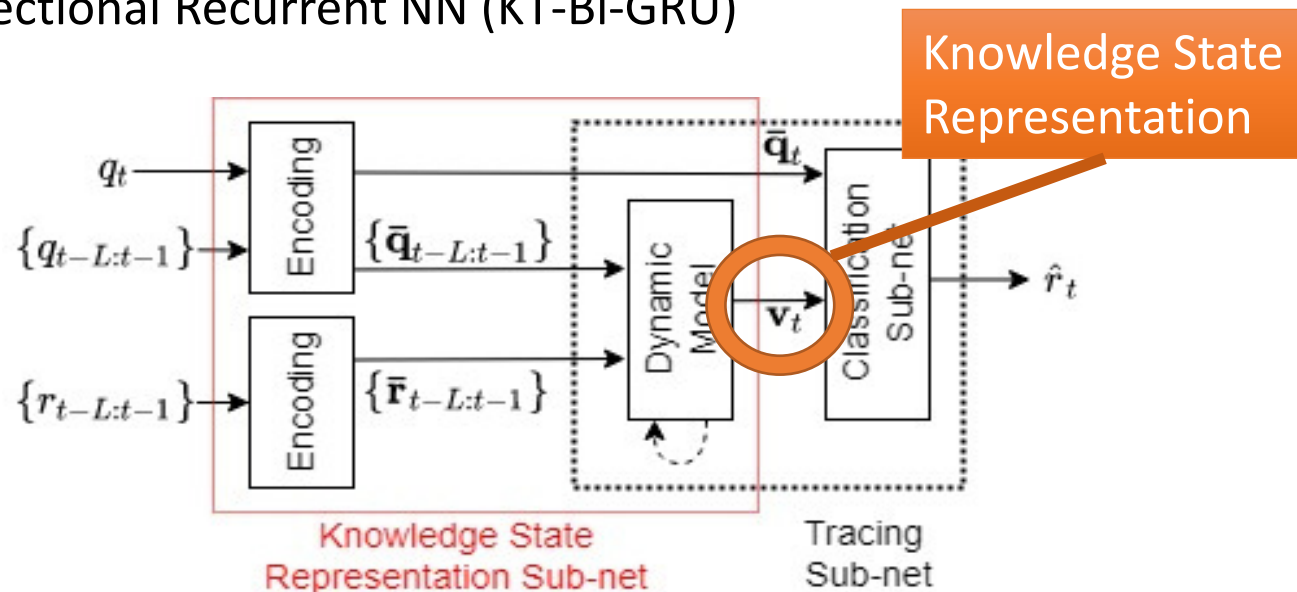 ectional Recurrent NN (KT-Bi-GRU)
Knowledge State
Representation
q̄_t
q_t
Encoding
{q_{t−L:t−1}}
{q̄_{t−L:t−1}}
Dynamic
Model
v_t
Classification
Sub-net
r̂_t
Encoding
{r_{t−L:t−1}}
{r̄_{t−L:t−1}}
Knowledge State
Representation Sub-net
Tracing
Sub-net